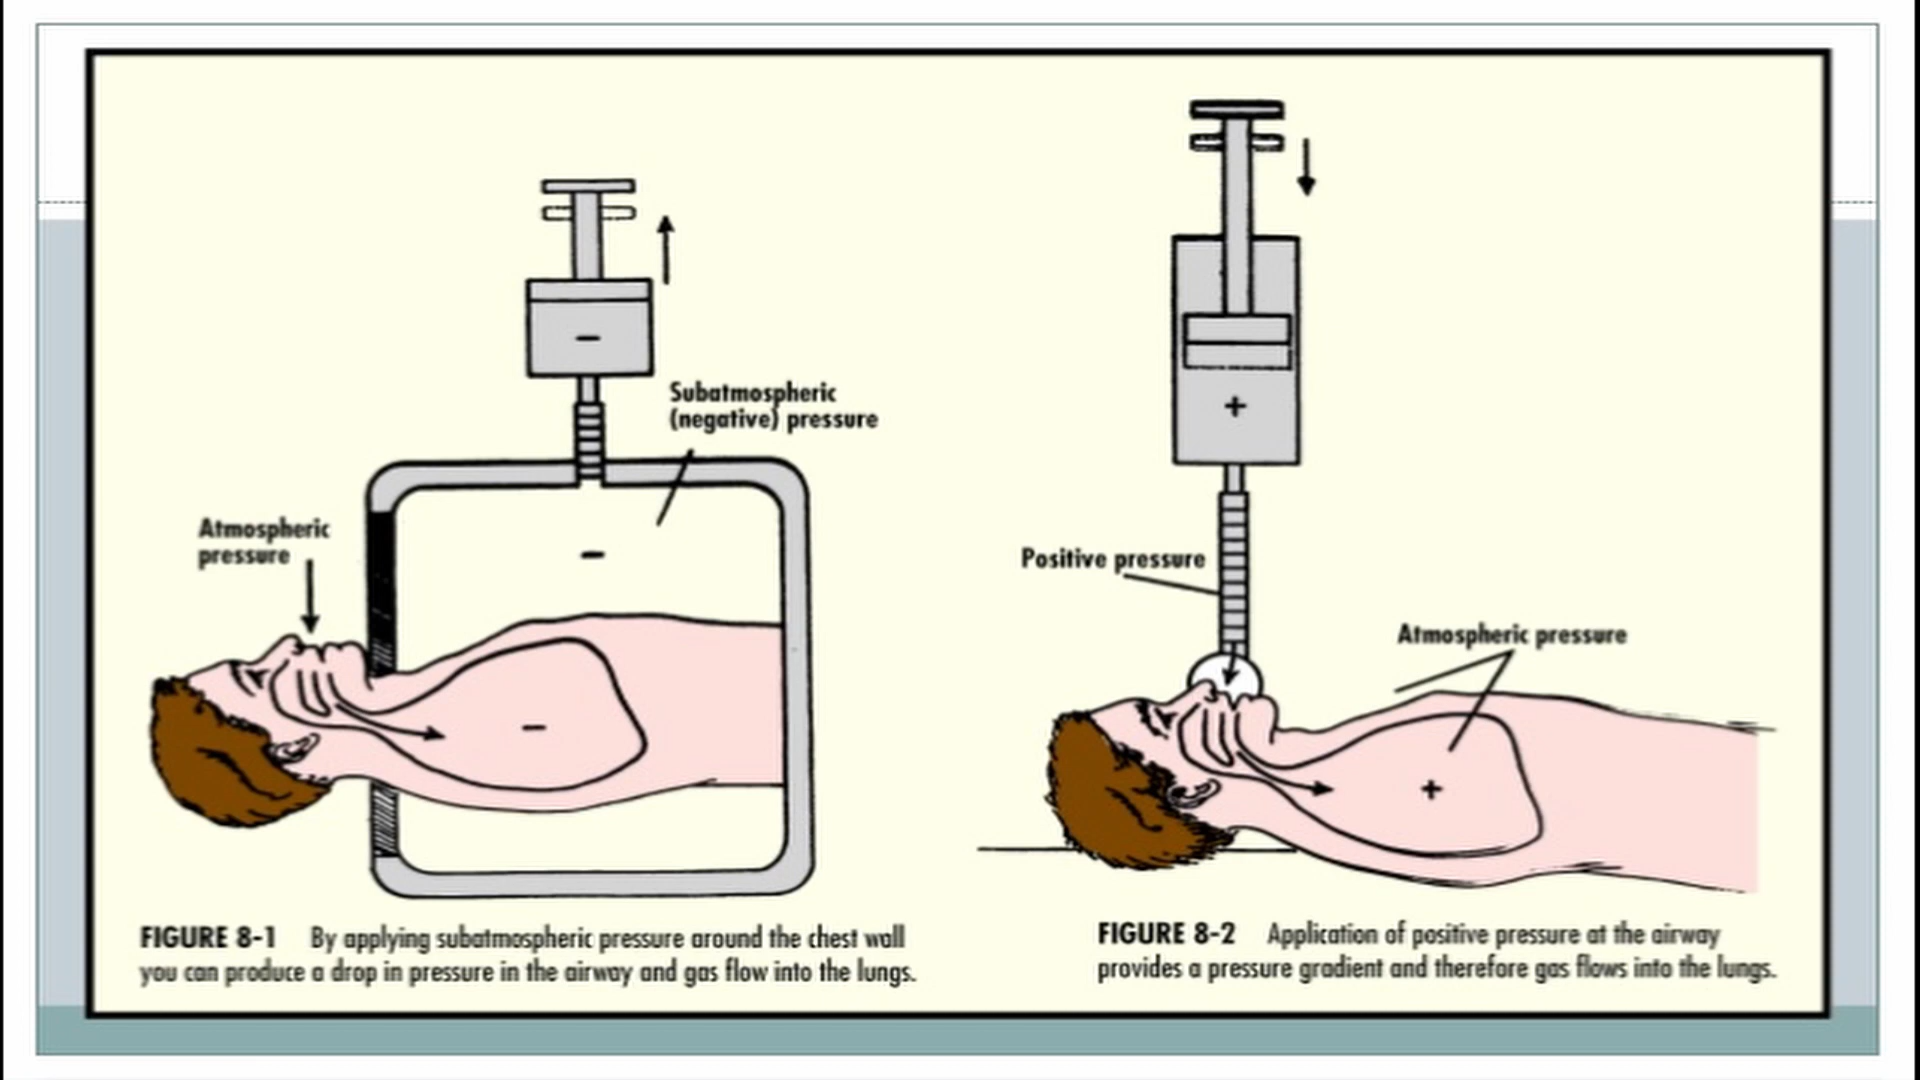 Subatmospheric
(negative) pressure
Atmospheric
pressure
-
-
-
FIGURE 8-1 By applying subatmospheric pressure around the chest wall
you can produce a drop in pressure in the airway and gas flow into the lungs.
+
Positive pressure
Atmospheric pressure
+
FIGURE 8-2 Application of positive pressure at the airway
provides a pressure gradient and therefore gas flows into the lungs.